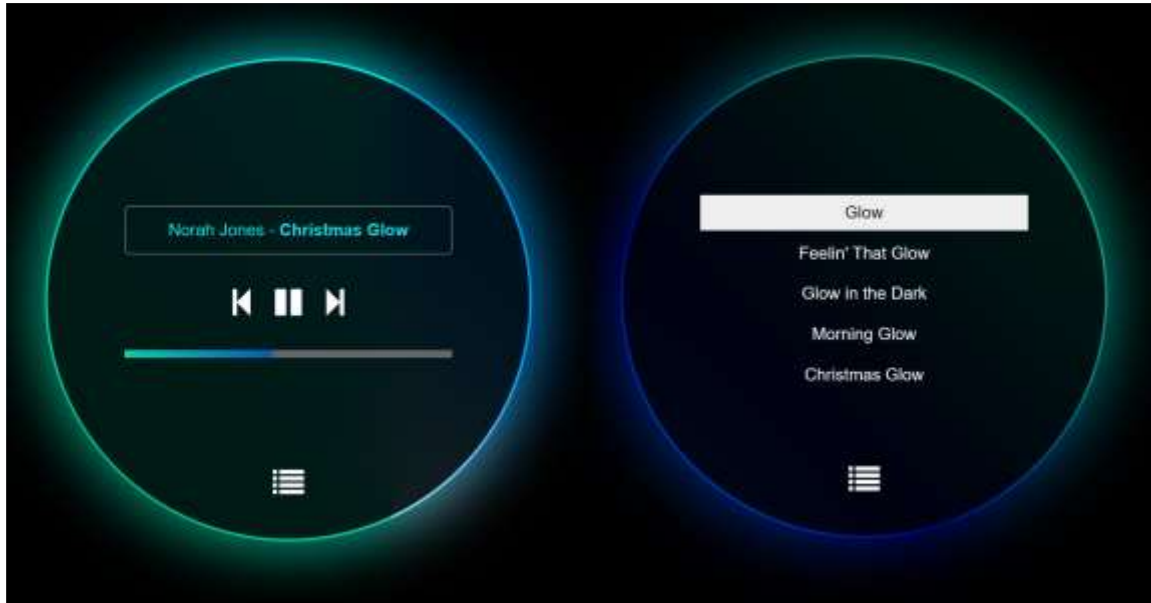 Norah Jones - Christmas Glow
Glow
Feelin' That Glow
Glow in the Dark
Morning Glow
Christmas Glow